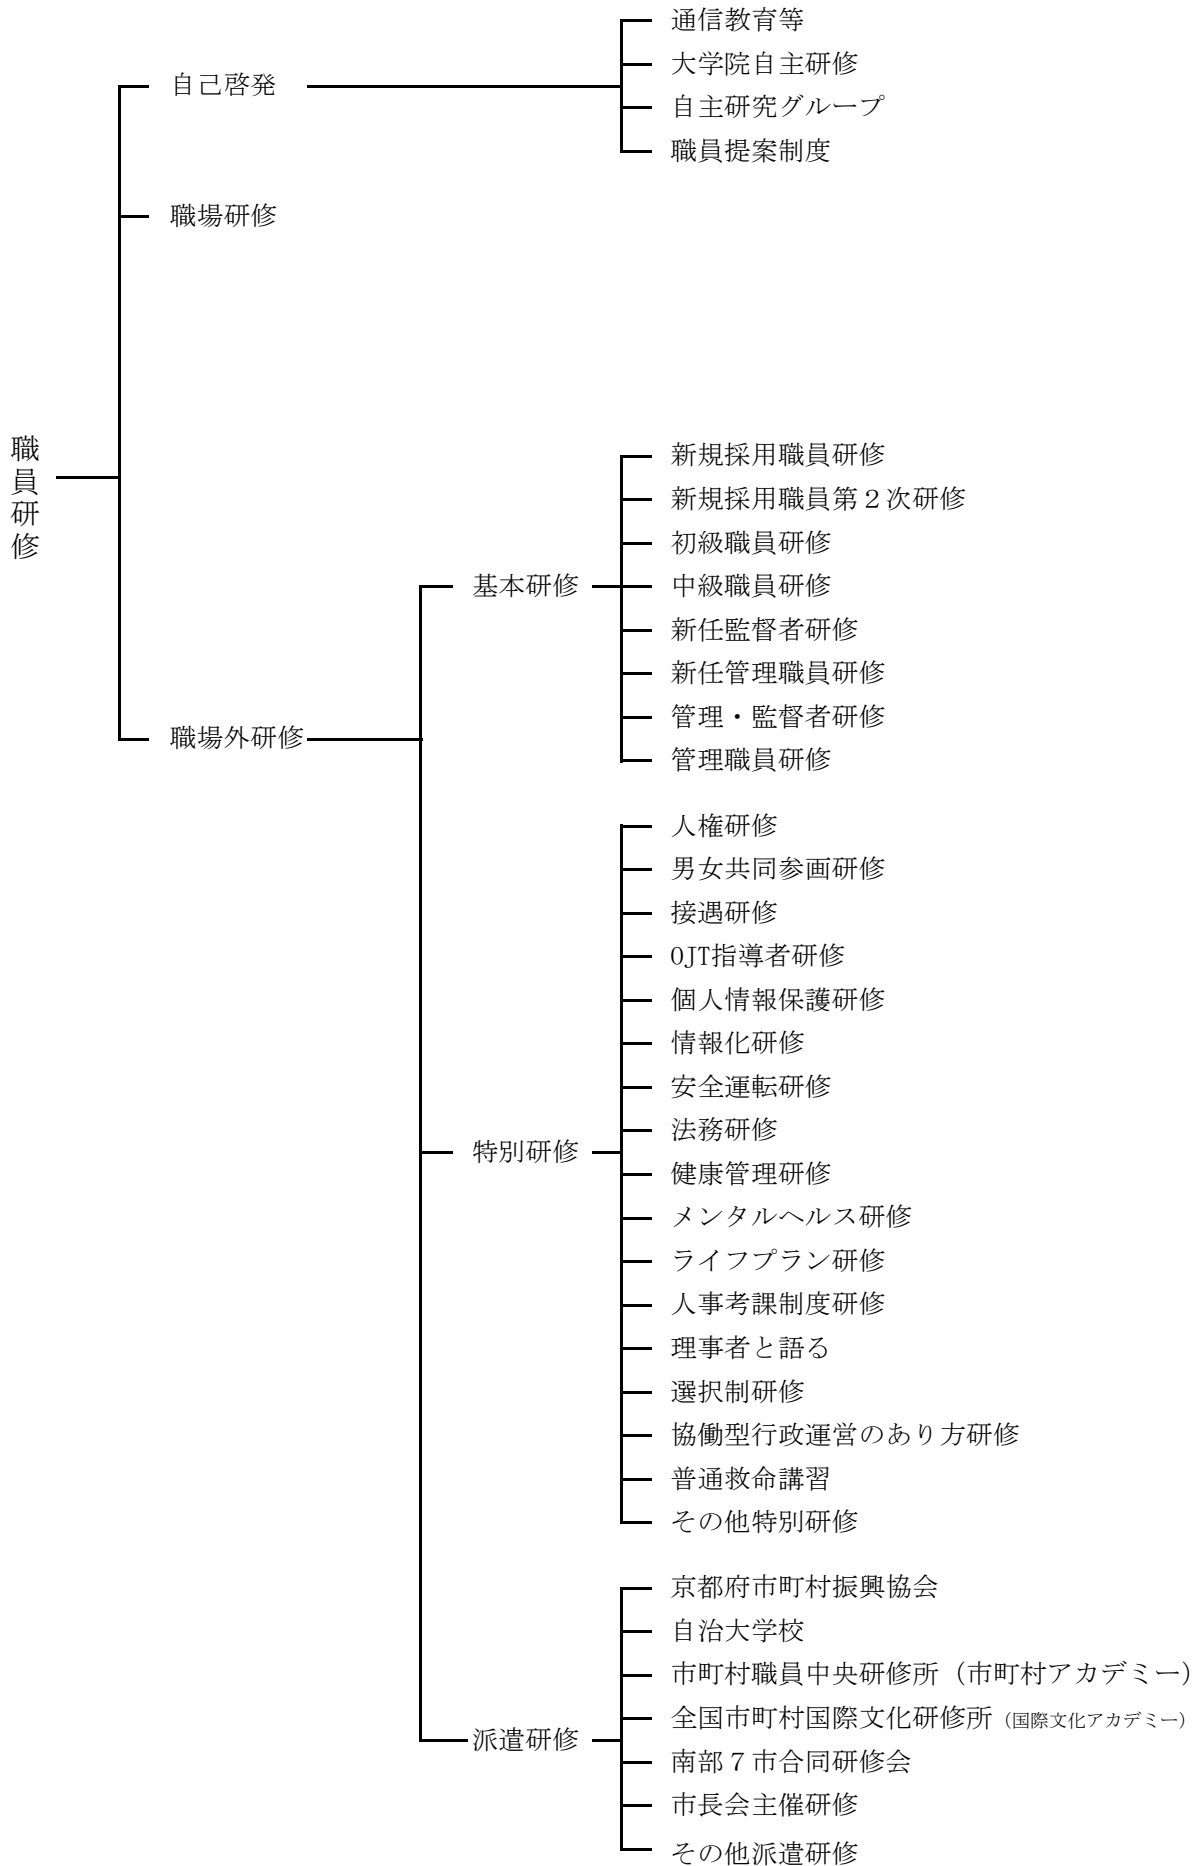 職員研修
自己啓発
通信教育等
大学院自主研修
自主研究グループ
職員提案制度
職場研修
職場外研修
基本研修
新規採用職員研修
新規採用職員第２次研修
初級職員研修
中級職員研修
新任監督者研修
新任管理職員研修
管理・監督者研修
管理職員研修
特別研修
人権研修
男女共同参画研修
接遇研修
OJT指導者研修
個人情報保護研修
情報化研修
安全運転研修
法務研修
健康管理研修
メンタルヘルス研修
ライフプラン研修
人事考課制度研修
理事者と語る
選択制研修
協働型行政運営のあり方研修
普通救命講習
その他特別研修
派遣研修
京都府市町村振興協会
自治大学校
市町村職員中央研修所（市町村アカデミー）
全国市町村国際文化研修所（国際文化アカデミー）
南部７市合同研修会
市長会主催研修
その他派遣研修